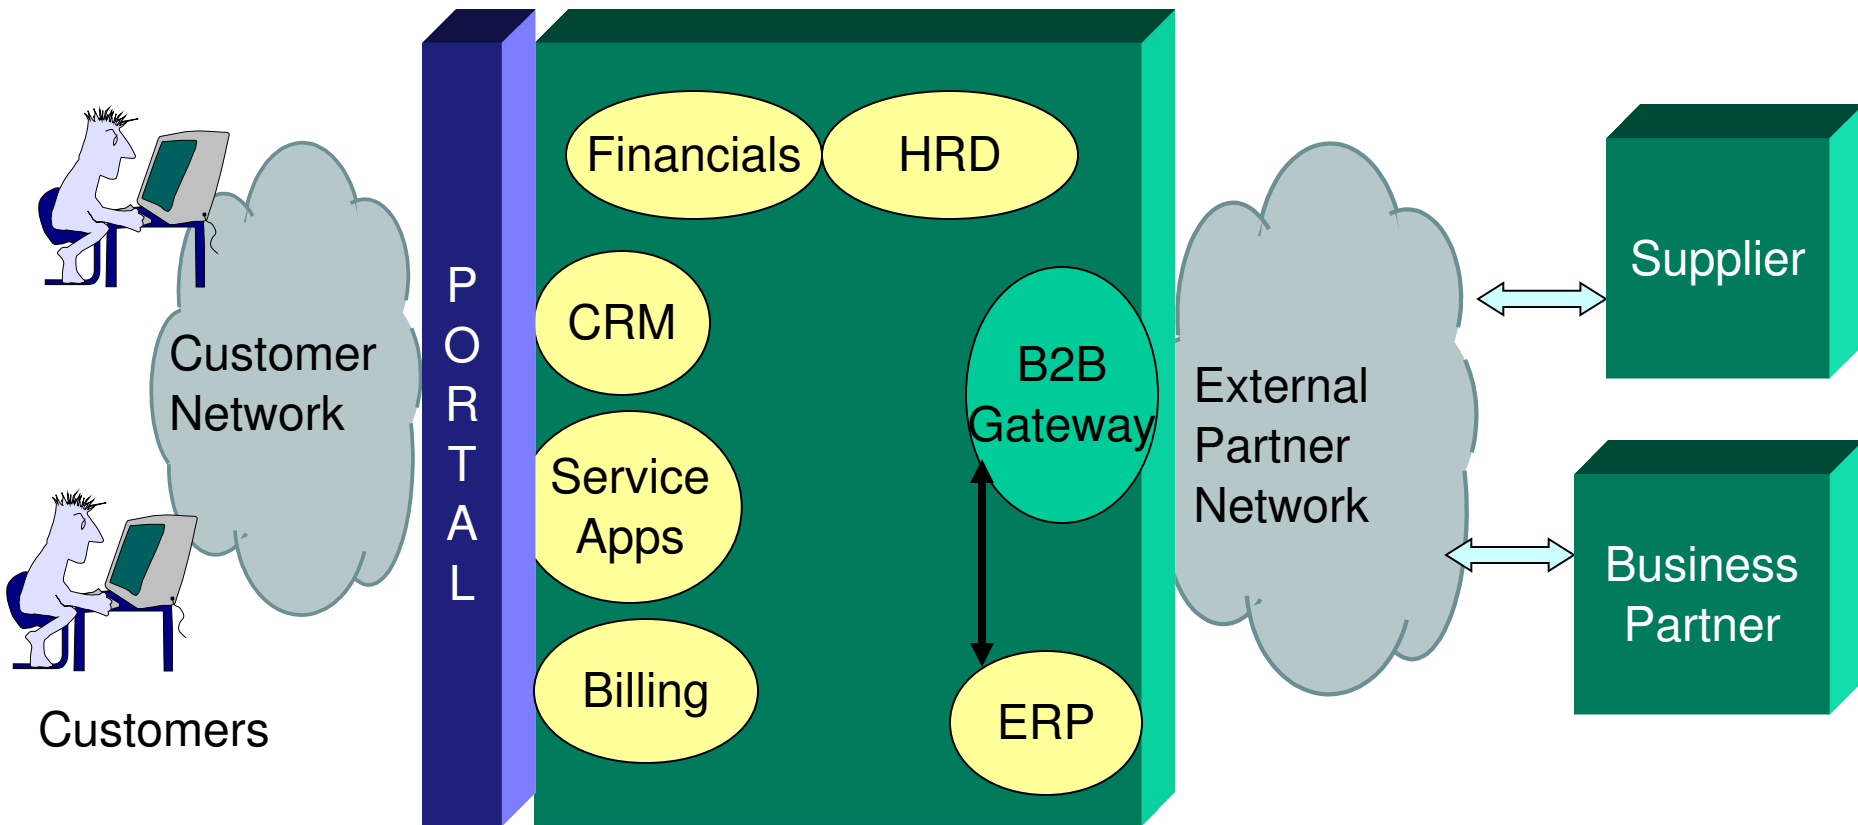 Financials
HRD
P
O
R
T
A
L
CRM
Service
Apps
Billing
B2B
Gateway
ERP
Customer
Network
Customers
External
Partner
Network
Supplier
Business
Partner